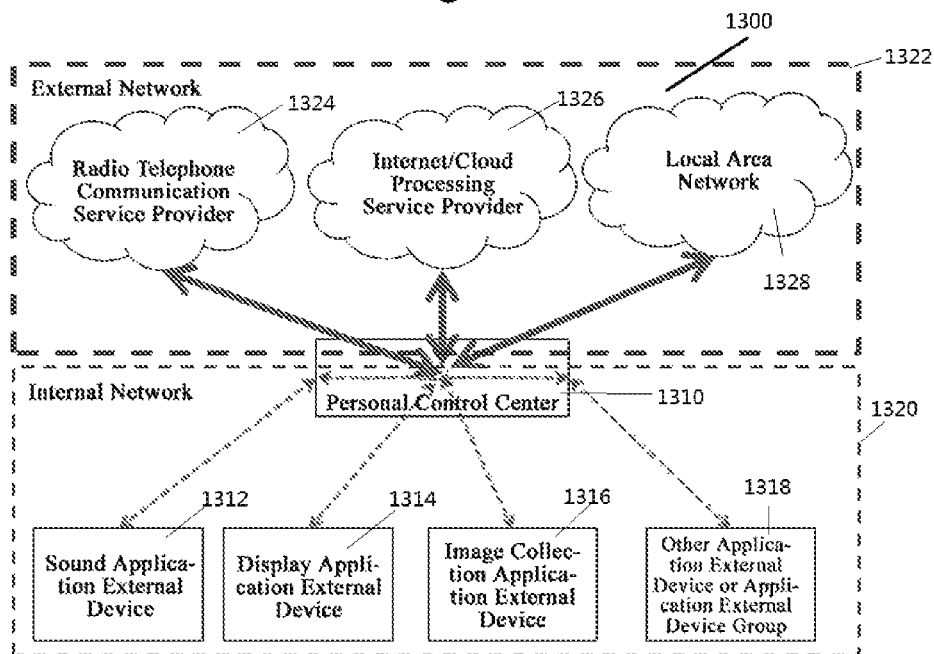 1300
1322
External Network
1324
1326
Radio Telephone
Communication
Service Provider
Internet/Cloud
Processing
Service Provider
Local Area
Network
1328
Internal Network
Personal Control Center
1310
1320
1312
1314
1316
1318
Sound Applica-
tion External
Device
Display Appli-
cation External
Device
Image Collec-
tion Applica-
tion External
Device
Other Applica-
tion External
Device or Appli-
cation External
Device Group